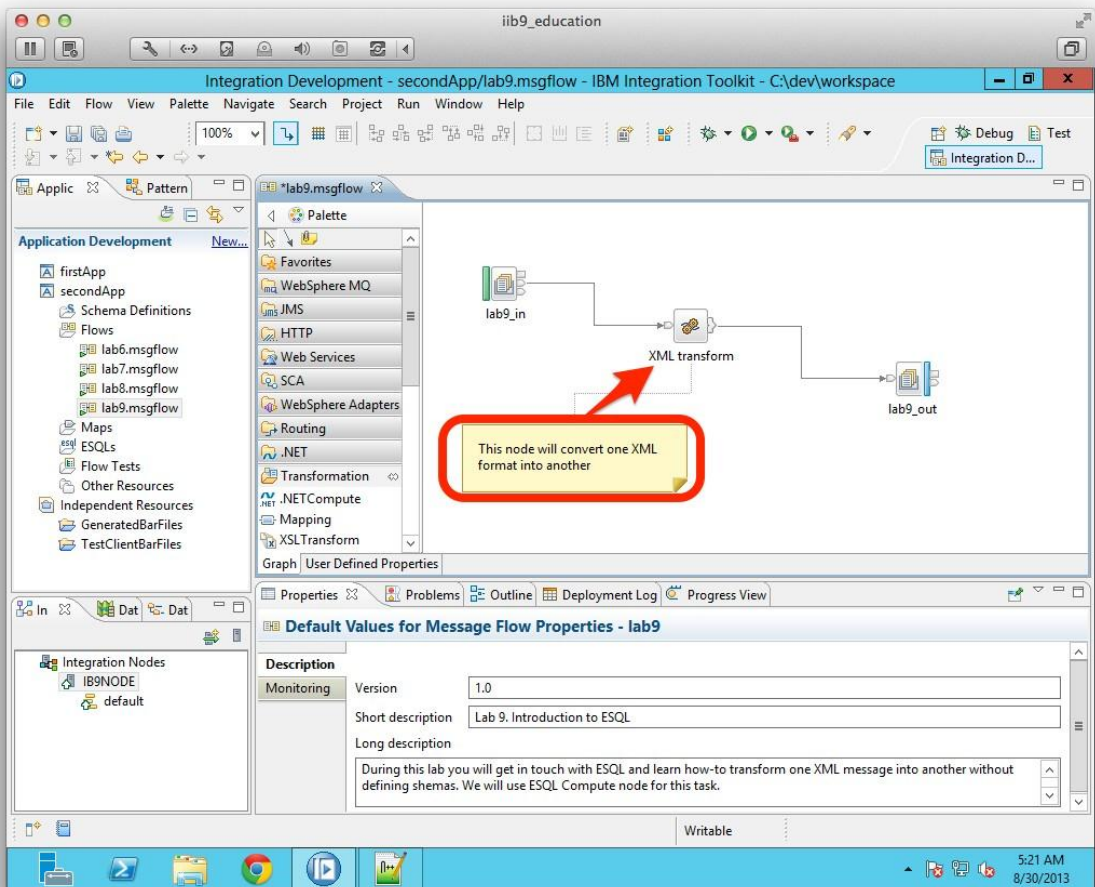 iib9_education
Integration Development - secondApp/lab9.msgflow - IBM Integration Toolkit - C:\dev\workspace
File Edit Flow View Palette Navigate Search Project Run Window Help
100%
Debug
Test
Integration D...
Applic
Pattern
Application Development
New...
firstApp
secondApp
Schema Definitions
Flows
lab6.msgflow
lab7.msgflow
lab8.msgflow
lab9.msgflow
Maps
ESQLs
Flow Tests
Other Resources
Independent Resources
GeneratedBarFiles
TestClientBarFiles
*lab9.msgflow
Palette
Favorites
WebSphere MQ
JMS
HTTP
Web Services
SCA
WebSphere Adapters
Routing
.NET
Transformation
.NETCompute
Mapping
XSLTransform
Graph
User Defined Properties
lab9_in
XML transform
lab9_out
This node will convert one XML
format into another
In
Dat
Dat
Integration Nodes
IB9NODE
default
Properties
Problems
Outline
Deployment Log
Progress View
Default Values for Message Flow Properties - lab9
Description
Monitoring
Version
1.0
Short description
Lab 9. Introduction to ESQL
Long description
During this lab you will get in touch with ESQL and learn how-to transform one XML message into another without
defining shemas. We will use ESQL Compute node for this task.
Writable
5:21 AM
8/30/2013